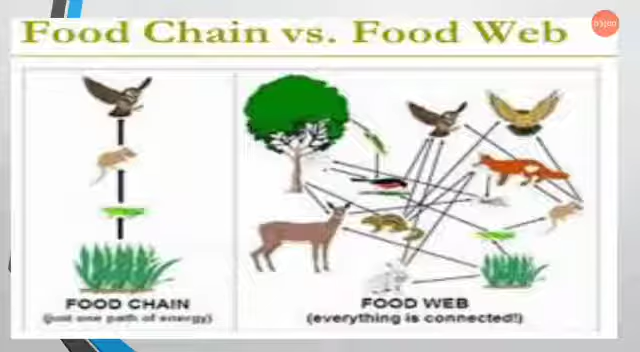 Food Chain vs. Food Web
FOOD CHAIN
(just one path of energy)
FOOD WEB
(everything is connected!)